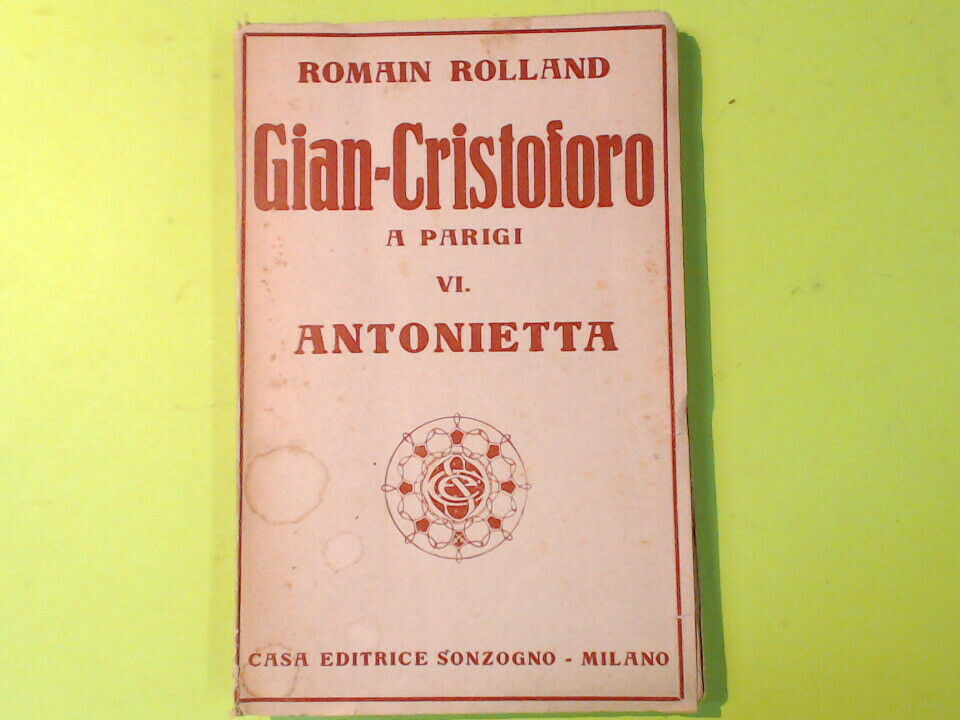 ROMAIN ROLLAND
Gian-Cristoforo
A PARIGI
VI.
ANTONIETTA
CASA EDITRICE SONZOGNO - MILANO